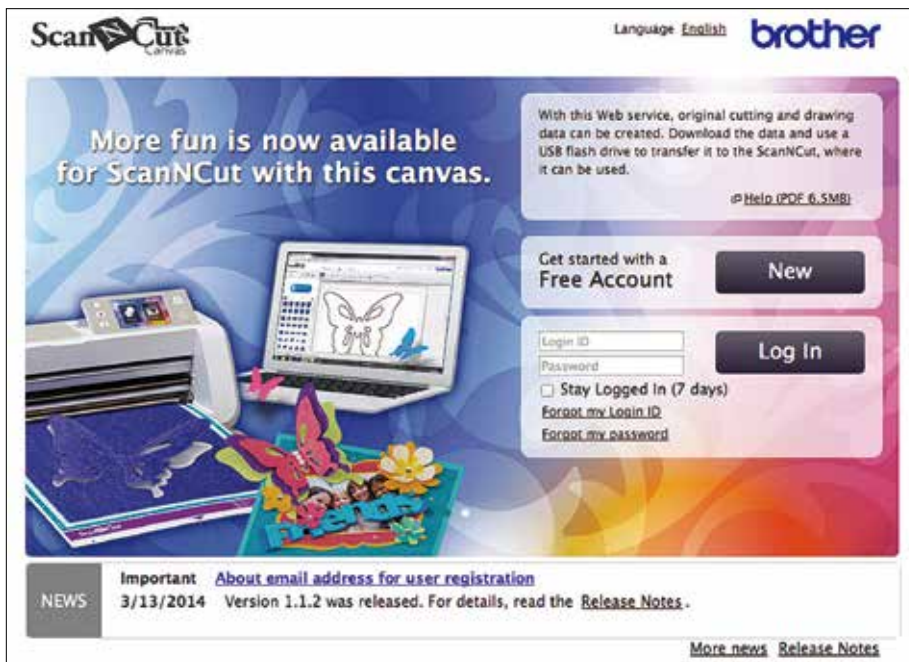 ScanNCut
Canvas
Language English
brother
More fun is now available
for ScanNCut with this canvas.
With this Web service, original cutting and drawing
data can be created. Download the data and use a
USB flash drive to transfer it to the ScanNCut, where
it can be used.
Help (PDF 6.5MB)
Get started with a
Free Account
New
Login ID
Password
Log In
Stay Logged In (7 days)
Forgot my Login ID
Forgot my password
ScanNCut
Friends
NEWS
Important About email address for user registration
3/13/2014 Version 1.1.2 was released. For details, read the Release Notes.
More news Release Notes